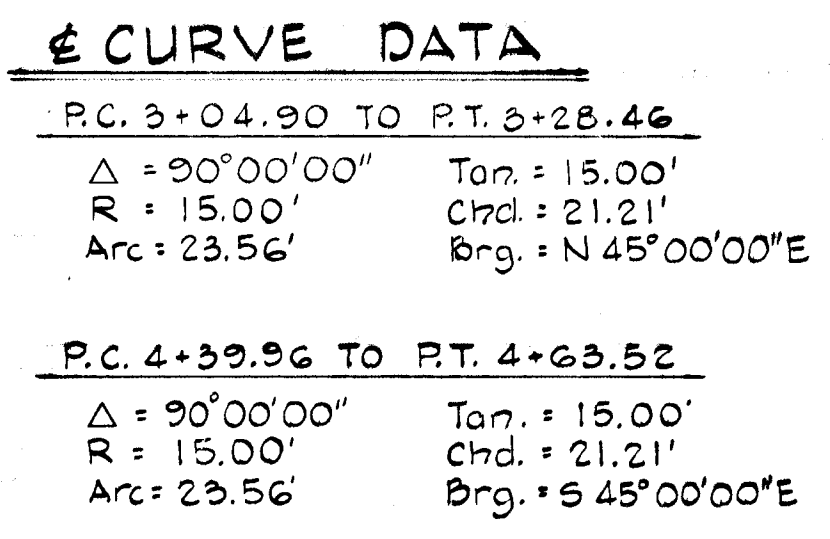 ℄ CURVE DATA
P.C. 3+04.90 TO P.T. 3+28.46
Δ = 90°00'00" Tan. = 15.00'
R = 15.00' Chd. = 21.21'
Arc = 23.56' Brg. = N 45°00'00"E
P.C. 4+39.96 TO P.T. 4+63.52
Δ = 90°00'00" Tan. = 15.00'
R = 15.00' Chd. = 21.21'
Arc = 23.56' Brg. = S 45°00'00"E